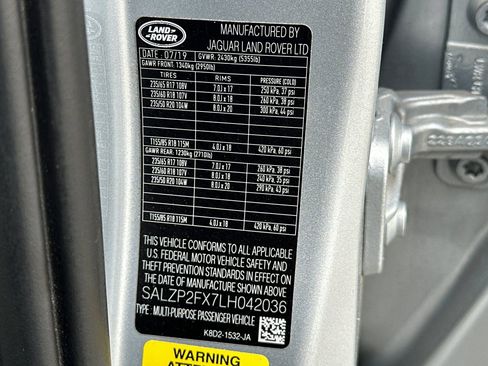 LAND ROVER
MANUFACTURED BY
JAGUAR LAND ROVER LTD
DATE : 07/19 GVWR: 2430kg (5355lb)
GAWR FRONT: 1340kg (2950lb)
TIRES RIMS PRESSURE (COLD)
235/65 R17 108V 7.0J x 17 250 kPa, 37 psi
235/60 R18 107V 8.0J x 18 260 kPa, 38 psi
235/50 R20 104W 8.0J x 20 300 kPa, 44 psi
T155/85 R18 115M 4.0J x 18 420 kPa, 60 psi
GAWR REAR: 1230kg (2710lb)
235/65 R17 108V 7.0J x 17 260 kPa, 38 psi
235/60 R18 107V 8.0J x 18 240 kPa, 35 psi
235/50 R20 104W 8.0J x 20 290 kPa, 43 psi
T155/85 R18 115M 4.0J x 18 420 kPa, 60 psi
THIS VEHICLE CONFORMS TO ALL APPLICABLE
U.S. FEDERAL MOTOR VEHICLE SAFETY AND
THEFT PREVENTION STANDARDS IN EFFECT ON
THE DATE OF MANUFACTURE SHOWN ABOVE
SALZP2FX7LH042036
TYPE : MULTI-PURPOSE PASSENGER VEHICLE
K8D2-1532-JA
WARNING